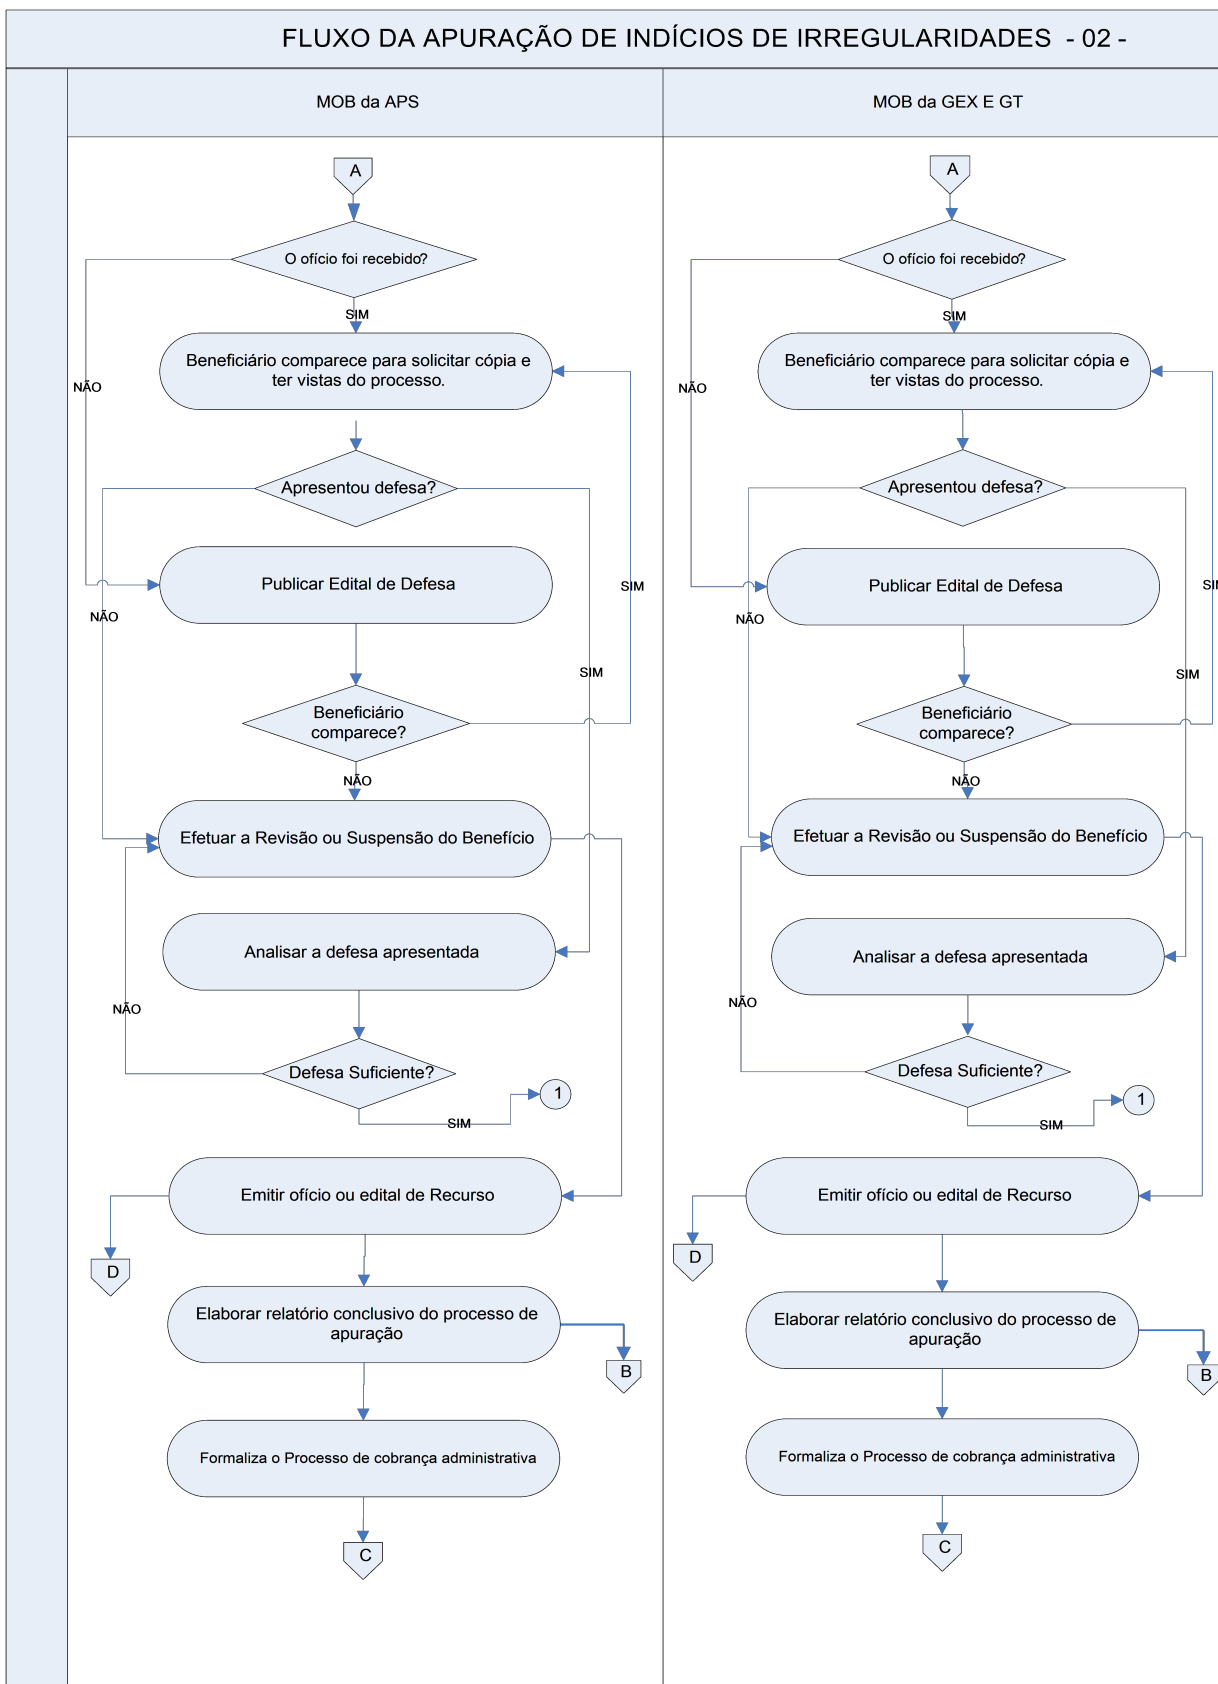 FLUXO DA APURAÇÃO DE INDÍCIOS DE IRREGULARIDADES - 02 -
MOB da APS
A
O ofício foi recebido?
SIM
Beneficiário comparece para solicitar cópia e
ter vistas do processo.
NÃO
Apresentou defesa?
Publicar Edital de Defesa
SIM
NÃO
SIM
Beneficiário
comparece?
NÃO
Efetuar a Revisão ou Suspensão do Benefício
Analisar a defesa apresentada
NÃO
Defesa Suficiente?
1
SIM
Emitir ofício ou edital de Recurso
D
Elaborar relatório conclusivo do processo de
apuração
B
Formaliza o Processo de cobrança administrativa
C
MOB da GEX E GT
A
O ofício foi recebido?
SIM
Beneficiário comparece para solicitar cópia e
ter vistas do processo.
NÃO
Apresentou defesa?
Publicar Edital de Defesa
SIM
NÃO
SIM
Beneficiário
comparece?
NÃO
Efetuar a Revisão ou Suspensão do Benefício
Analisar a defesa apresentada
NÃO
Defesa Suficiente?
1
SIM
Emitir ofício ou edital de Recurso
D
Elaborar relatório conclusivo do processo de
apuração
B
Formaliza o Processo de cobrança administrativa
C